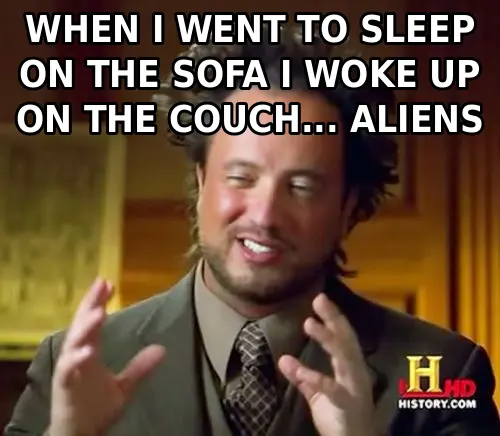 WHEN I WENT TO SLEEP
ON THE SOFA I WOKE UP
ON THE COUCH... ALIENS
H HD
HISTORY.COM